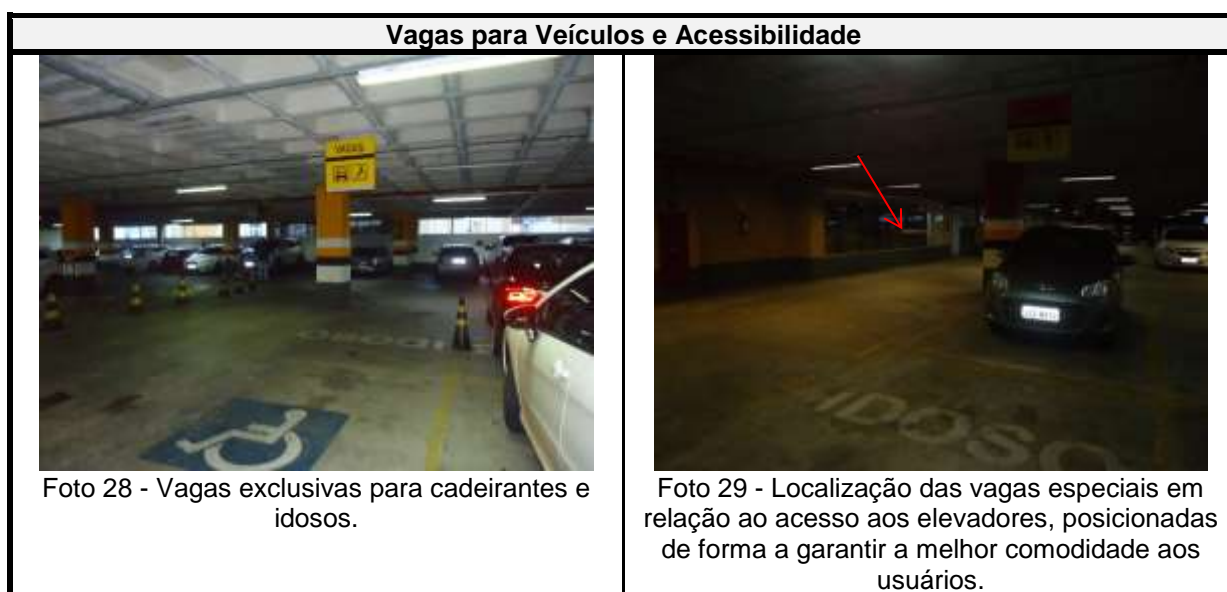 Vagas para Veículos e Acessibilidade
VAGAS
IDOSO
Foto 28 - Vagas exclusivas para cadeirantes e
idosos.
IDOSO
Foto 29 - Localização das vagas especiais em
relação ao acesso aos elevadores, posicionadas
de forma a garantir a melhor comodidade aos
usuários.